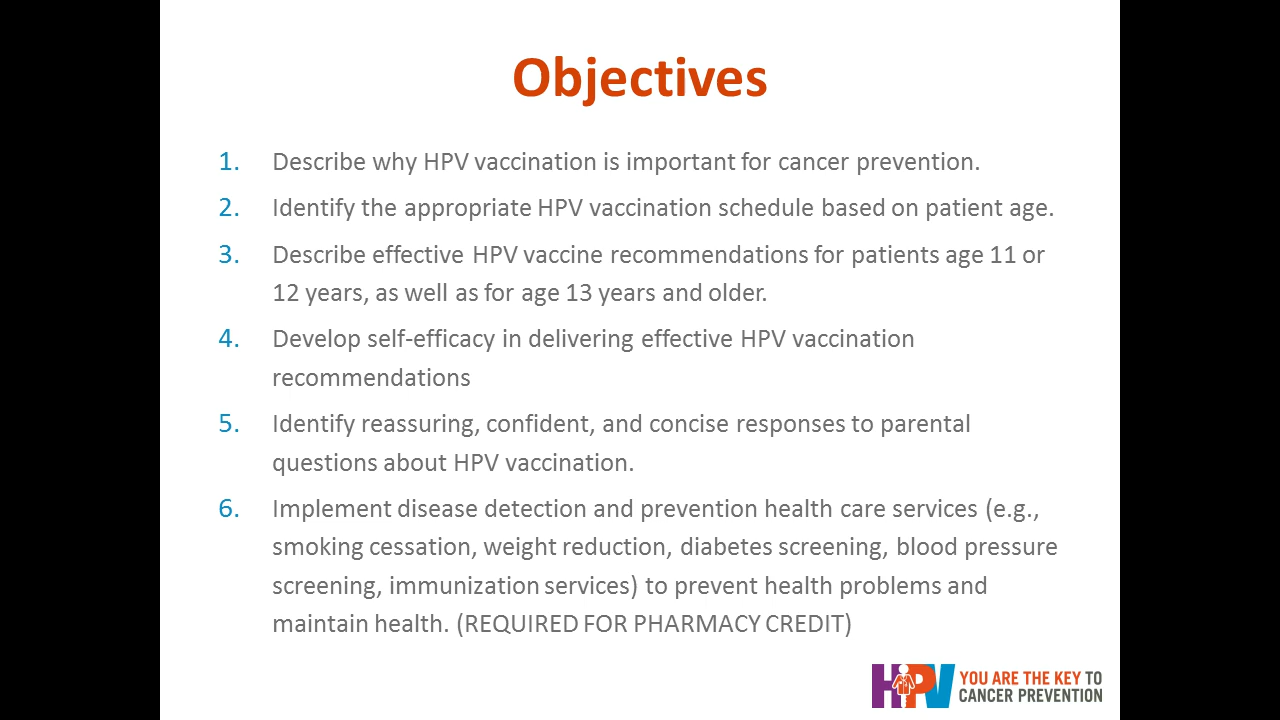 Objectives
1. Describe why HPV vaccination is important for cancer prevention.
2. Identify the appropriate HPV vaccination schedule based on patient age.
3. Describe effective HPV vaccine recommendations for patients age 11 or
12 years, as well as for age 13 years and older.
4. Develop self-efficacy in delivering effective HPV vaccination
recommendations
5. Identify reassuring, confident, and concise responses to parental
questions about HPV vaccination.
6. Implement disease detection and prevention health care services (e.g.,
smoking cessation, weight reduction, diabetes screening, blood pressure
screening, immunization services) to prevent health problems and
maintain health. (REQUIRED FOR PHARMACY CREDIT)
HPV YOU ARE THE KEY TO
CANCER PREVENTION